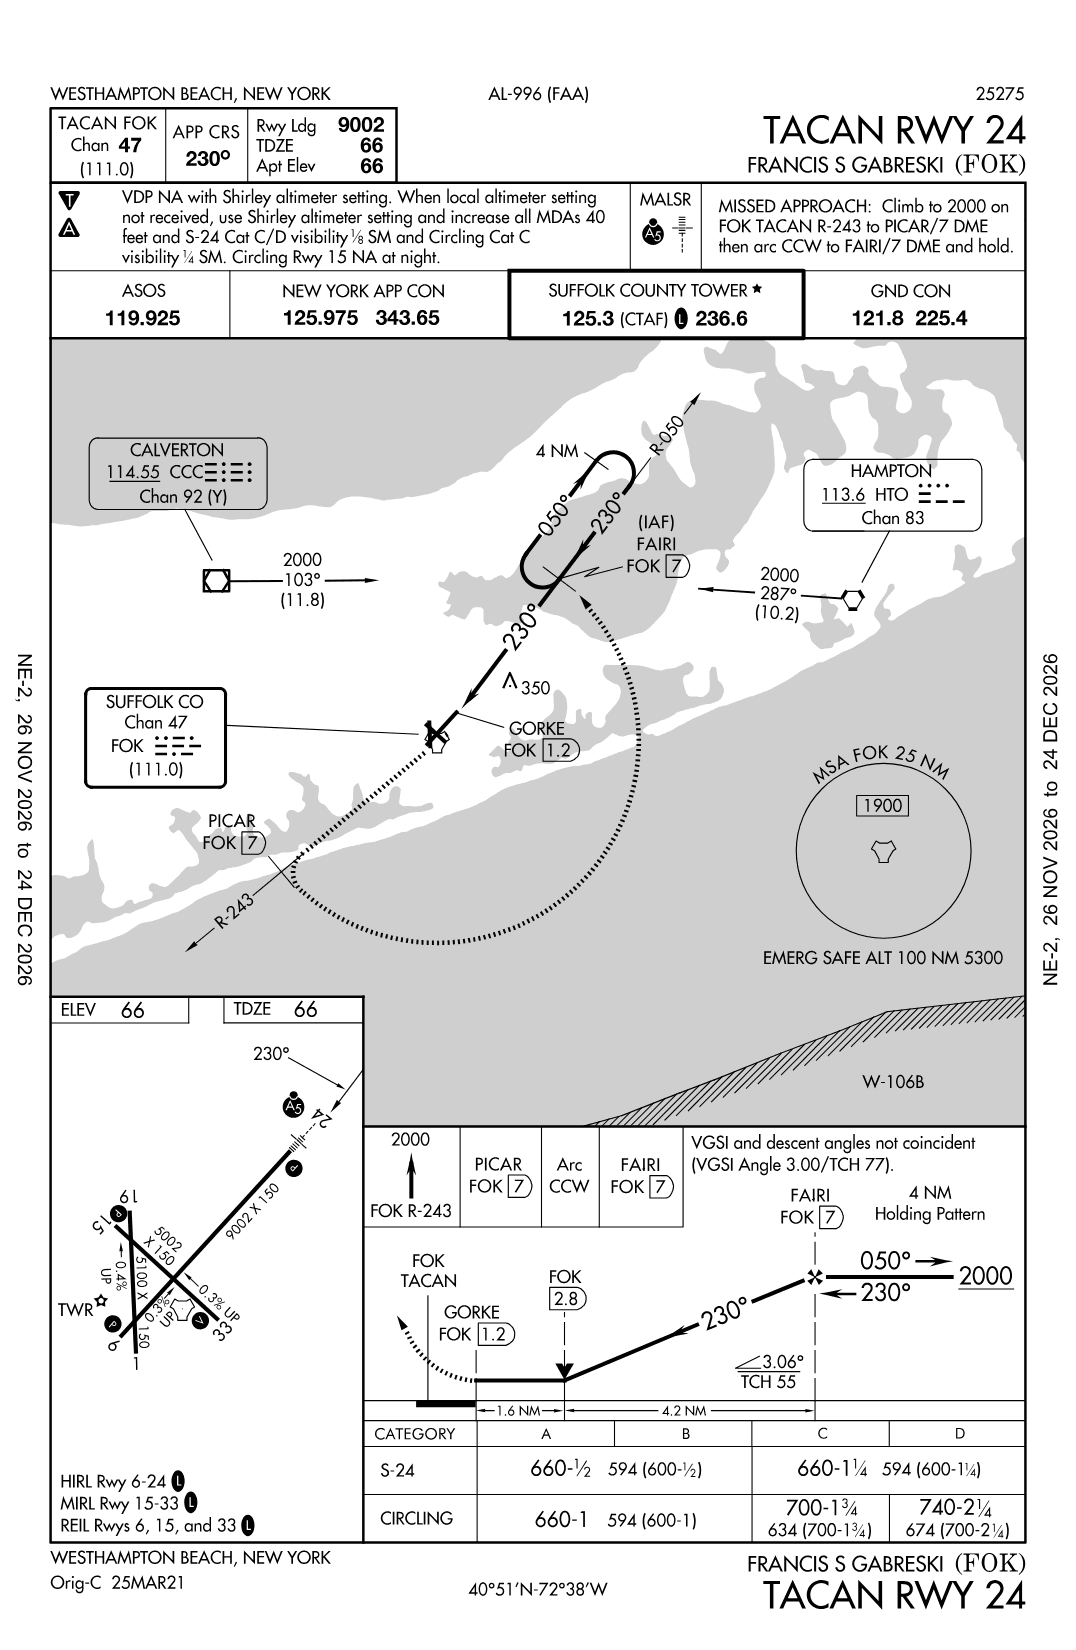 WESTHAMPTON BEACH, NEW YORK
AL-996 (FAA)
25275
TACAN FOK
Chan 47
(111.0)
APP CRS
230°
Rwy Ldg 9002
TDZE 66
Apt Elev 66
TACAN RWY 24
FRANCIS S GABRESKI (FOK)
T
A
VDP NA with Shirley altimeter setting. When local altimeter setting
not received, use Shirley altimeter setting and increase all MDAs 40
feet and S-24 Cat C/D visibility ⅛ SM and Circling Cat C
visibility ¼ SM. Circling Rwy 15 NA at night.
MALSR
A5
MISSED APPROACH: Climb to 2000 on
FOK TACAN R-243 to PICAR/7 DME
then arc CCW to FAIRI/7 DME and hold.
ASOS
119.925
NEW YORK APP CON
125.975 343.65
SUFFOLK COUNTY TOWER ★
125.3 (CTAF) L 236.6
GND CON
121.8 225.4
CALVERTON
114.55 CCC
Chan 92 (Y)
4 NM
R-050
HAMPTON
113.6 HTO
Chan 83
050°
230°
(IAF)
FAIRI
FOK 7
2000
103°
(11.8)
2000
287°
(10.2)
230°
350
SUFFOLK CO
Chan 47
FOK
(111.0)
GORKE
FOK 1.2
PICAR
FOK 7
R-243
MSA FOK 25 NM
1900
EMERG SAFE ALT 100 NM 5300
W-106B
NE-2, 26 NOV 2026 to 24 DEC 2026
NE-2, 26 NOV 2026 to 24 DEC 2026
ELEV 66
TDZE 66
230°
A5
24
P
9002 X 150
19
P
15
5002
X 150
0.4%
UP
5100 X
150
0.3%
UP
0.3% UP
TWR
P
V
6
33
1
HIRL Rwy 6-24 L
MIRL Rwy 15-33 L
REIL Rwys 6, 15, and 33 L
2000
FOK R-243
PICAR
FOK 7
Arc
CCW
FAIRI
FOK 7
VGSI and descent angles not coincident
(VGSI Angle 3.00/TCH 77).
FAIRI
FOK 7
4 NM
Holding Pattern
FOK
TACAN
GORKE
FOK 1.2
FOK
2.8
050°
230°
2000
230°
3.06°
TCH 55
1.6 NM
4.2 NM
CATEGORY A B C D
S-24 660-½ 594 (600-½) 660-1¼ 594 (600-1¼)
CIRCLING 660-1 594 (600-1) 700-1¾ 634 (700-1¾) 740-2¼ 674 (700-2¼)
WESTHAMPTON BEACH, NEW YORK
Orig-C 25MAR21
40°51'N-72°38'W
FRANCIS S GABRESKI (FOK)
TACAN RWY 24